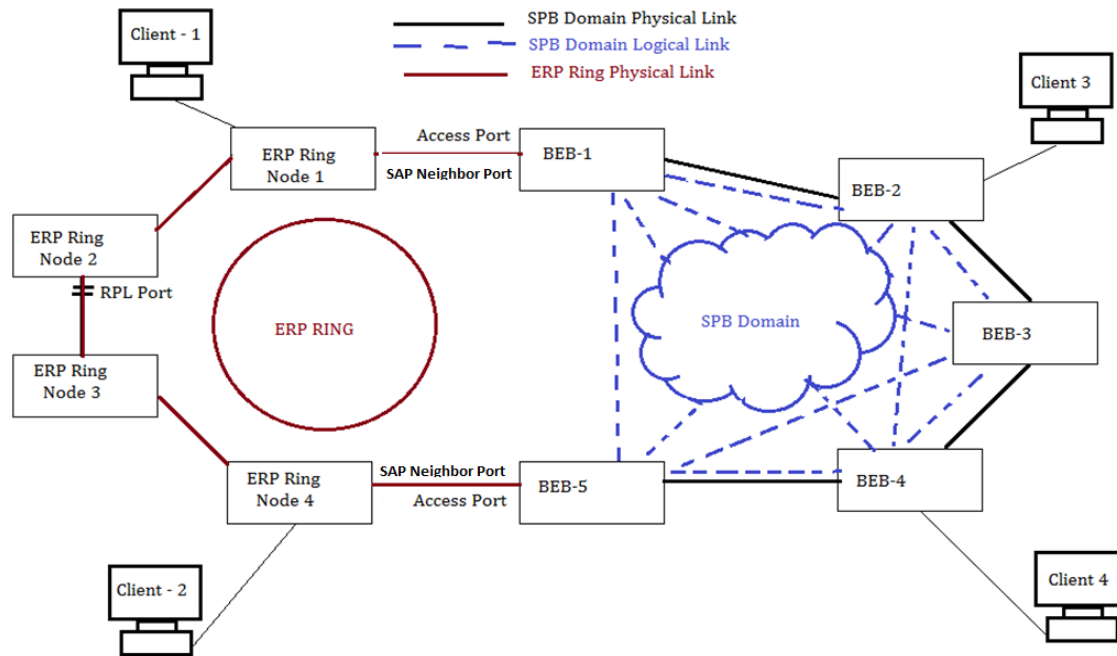 SPB Domain Physical Link
SPB Domain Logical Link
ERP Ring Physical Link
Client - 1
Client 3
ERP Ring
Node 1
Access Port
SAP Neighbor Port
BEB-1
BEB-2
ERP Ring
Node 2
RPL Port
ERP RING
SPB Domain
BEB-3
ERP Ring
Node 3
ERP Ring
Node 4
SAP Neighbor Port
Access Port
BEB-5
BEB-4
Client - 2
Client 4